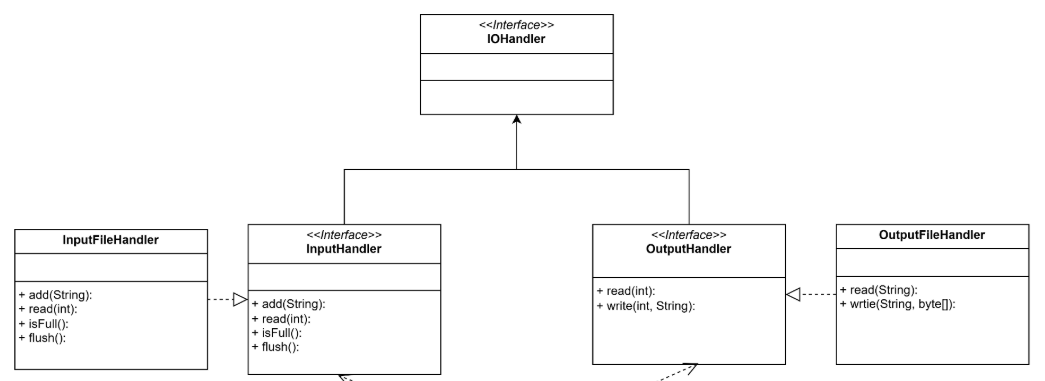 <<Interface>>
IOHandler
InputFileHandler
+ add(String):
+ read(int):
+ isFull():
+ flush():
<<Interface>>
InputHandler
+ add(String):
+ read(int):
+ isFull():
+ flush():
<<Interface>>
OutputHandler
+ read(int):
+ write(int, String):
OutputFileHandler
+ read(String):
+ wrtie(String, byte[]):